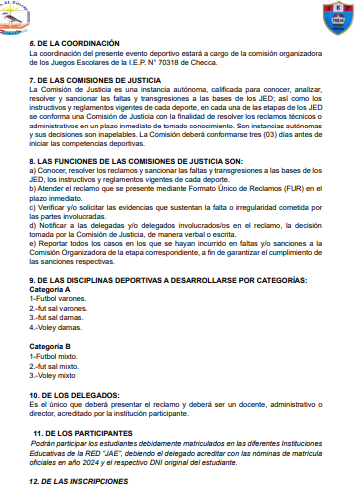 6. DE LA COORDINACIÓN
La coordinación del presente evento deportivo estará a cargo de la comisión organizadora
de los Juegos Escolares de la I.E.P. N° 70318 de Checca.
7. DE LAS COMISIONES DE JUSTICIA
La Comisión de Justicia es una instancia autónoma, calificada para conocer, analizar,
resolver y sancionar las faltas y transgresiones a las bases de los JED; así como los
instructivos y reglamentos vigentes de cada deporte, en cada una de las etapas de los JED
se conforma una Comisión de Justicia con la finalidad de resolver los reclamos técnicos o
administrativos en un plazo inmediato de tomado conocimiento. Son instancias autónomas
y sus decisiones son inapelables. La Comisión deberá conformarse tres (03) días antes de
iniciar las competencias deportivas.
8. LAS FUNCIONES DE LAS COMISIONES DE JUSTICIA SON:
a) Conocer, resolver los reclamos y sancionar las faltas y transgresiones a las bases de los
JED, los instructivos y reglamentos vigentes de cada deporte.
b) Atender el reclamo que se presente mediante Formato Único de Reclamos (FUR) en el
plazo inmediato.
c) Verificar y/o solicitar las evidencias que sustentan la falta o irregularidad cometida por
las partes involucradas.
d) Notificar a las delegadas y/o delegados involucrados/os en el reclamo, la decisión
tomada por la Comisión de Justicia, de manera verbal o escrita.
e) Reportar todos los casos en los que se hayan incurrido en faltas y/o sanciones a la
Comisión Organizadora de la etapa correspondiente, a fin de garantizar el cumplimiento de
las sanciones respectivas.
9. DE LAS DISCIPLINAS DEPORTIVAS A DESARROLLARSE POR CATEGORÍAS:
Categoría A
1-Futbol varones.
2.-fut sal varones.
3.-fut sal damas.
4.-Voley damas.
Categoría B
1-Futbol mixto.
2.-fut sal mixto.
3.-Voley mixto
10. DE LOS DELEGADOS:
Es el único que deberá presentar el reclamo y deberá ser un docente, administrativo o
director, acreditado por la institución participante.
11. DE LOS PARTICIPANTES
Podrán participar los estudiantes debidamente matriculados en las diferentes Instituciones
Educativas de la RED "JAE", debiendo el delegado acreditar con las nóminas de matrícula
oficiales en año 2024 y el respectivo DNI original del estudiante.
12. DE LAS INSCRIPCIONES